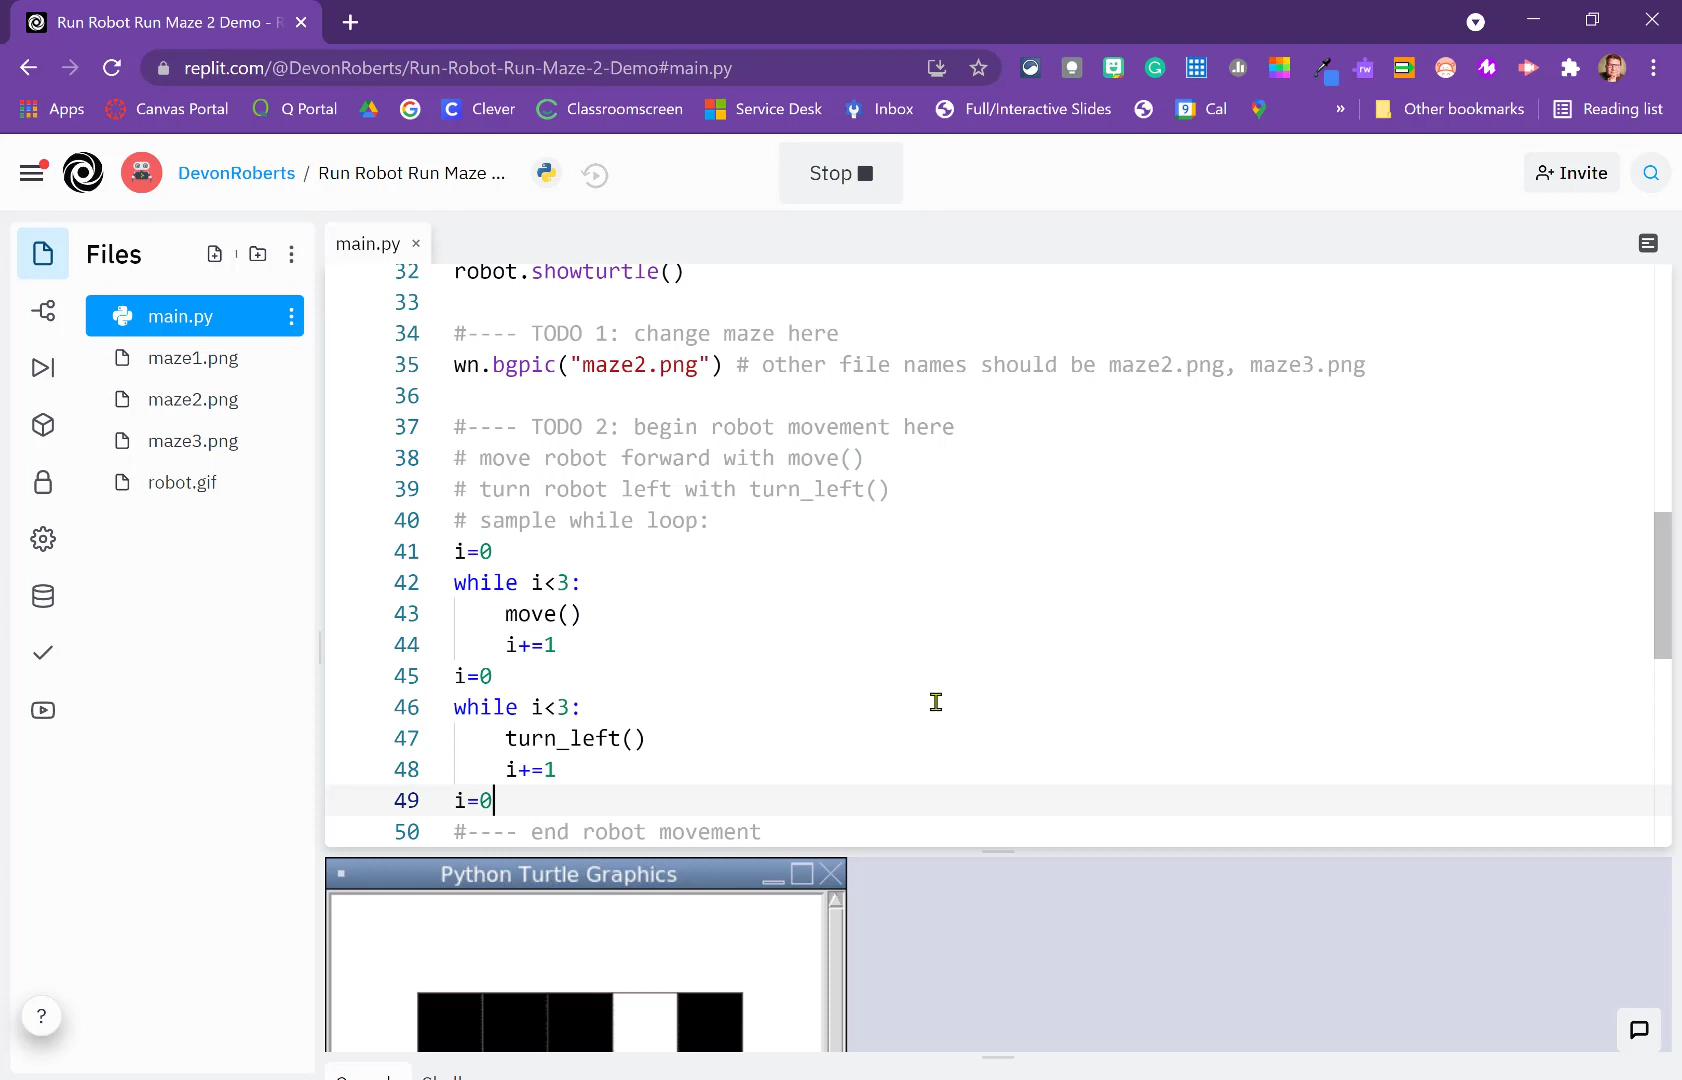 Run Robot Run Maze 2 Demo - R
replit.com/@DevonRoberts/Run-Robot-Run-Maze-2-Demo#main.py
Apps Canvas Portal Q Portal Clever Classroomscreen Service Desk Inbox Full/Interactive Slides 9 Cal » Other bookmarks Reading list
DevonRoberts / Run Robot Run Maze ... Stop Invite
Files
main.py
maze1.png
maze2.png
maze3.png
robot.gif
main.py
32 robot.showturtle()
33
34 #---- TODO 1: change maze here
35 wn.bgpic("maze2.png") # other file names should be maze2.png, maze3.png
36
37 #---- TODO 2: begin robot movement here
38 # move robot forward with move()
39 # turn robot left with turn_left()
40 # sample while loop:
41 i=0
42 while i<3:
43 move()
44 i+=1
45 i=0
46 while i<3:
47 turn_left()
48 i+=1
49 i=0
50 #---- end robot movement
Python Turtle Graphics
?